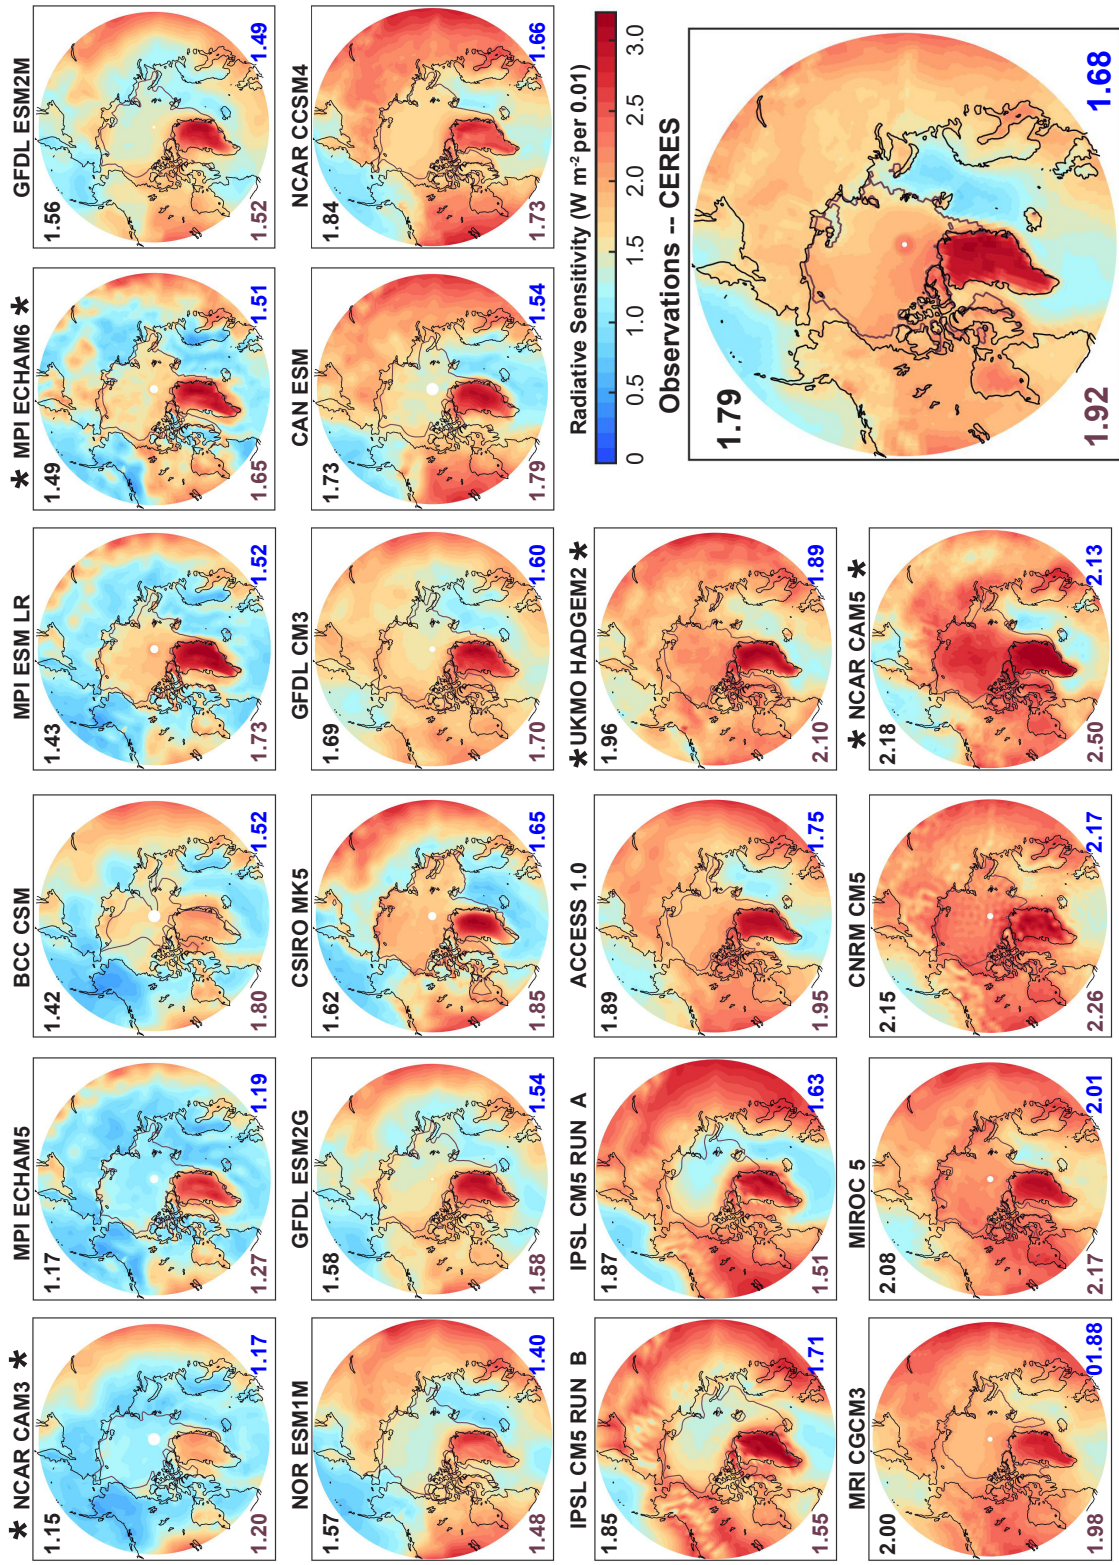 * NCAR CAM3 *
1.15
1.20
1.17
MPI ECHAM5
1.17
1.27
1.19
BCC CSM
1.42
1.80
1.52
MPI ESM LR
1.43
1.73
1.52
* MPI ECHAM6 *
1.49
1.65
1.51
GFDL ESM2M
1.56
1.52
1.49
NOR ESM1M
1.57
1.48
1.40
GFDL ESM2G
1.58
1.58
1.54
CSIRO MK5
1.62
1.85
1.65
GFDL CM3
1.69
1.70
1.60
CAN ESM
1.73
1.79
1.54
NCAR CCSM4
1.84
1.73
1.66
IPSL CM5 RUN B
1.85
1.55
1.71
IPSL CM5 RUN A
1.87
1.51
1.63
ACCESS 1.0
1.89
1.95
1.75
*UKMO HADGEM2 *
1.96
2.10
1.89
MRI CGCM3
2.00
1.98
01.88
MIROC 5
2.08
2.17
2.01
CNRM CM5
2.15
2.26
2.17
* NCAR CAM5 *
2.18
2.50
2.13
Radiative Sensitivity (W m-2 per 0.01)
0 0.5 1.0 1.5 2.0 2.5 3.0
Observations -- CERES
1.79
1.92
1.68